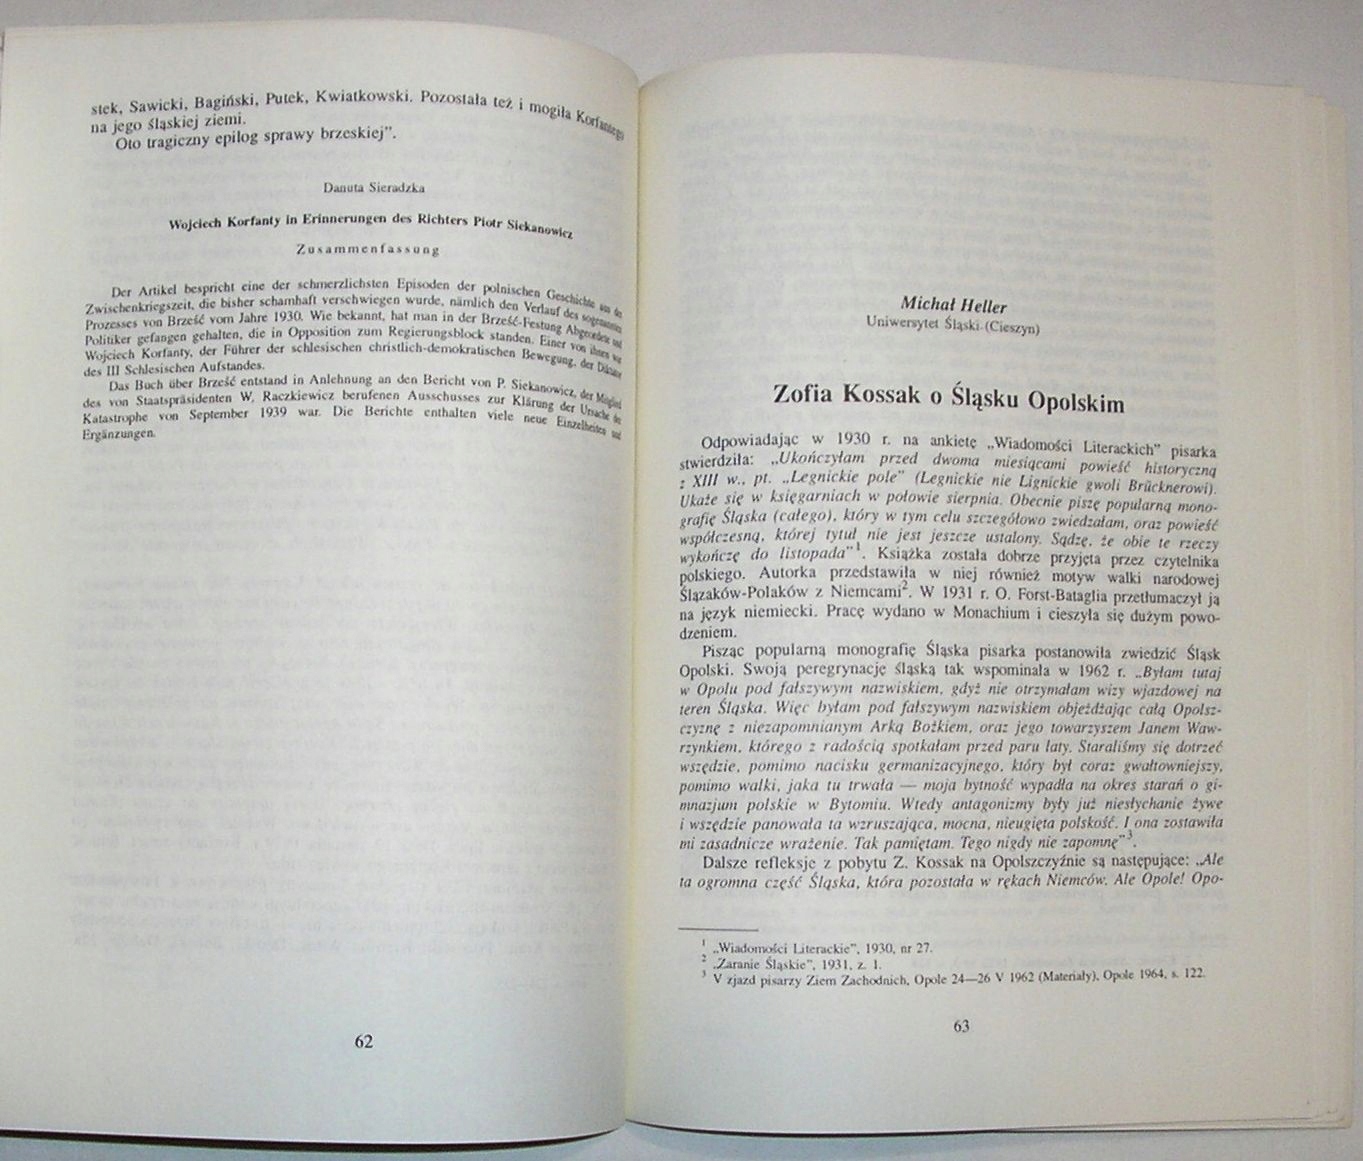 stek, Sawicki, Bagiński, Putek, Kwiatkowski. Pozostała też i mogiła Korfantego
na jego śląskiej ziemi.
Oto tragiczny epilog sprawy brzeskiej”.
Danuta Sieradzka
Wojciech Korfanty in Erinnerungen des Richters Piotr Siekanowicz
Zusammenfassung
Der Artikel bespricht eine der schmerzlichsten Episoden der polnischen Geschichte aus der
Zwischenkriegszeit, die bisher schamhaft verschwiegen wurde, nämlich den Verlauf des sogenannten
Prozesses von Brześć vom Jahre 1930. Wie bekannt, hat man in der Brześć-Festung Abgeordnete und
Politiker gefangen gehalten, die in Opposition zum Regierungsblock standen. Einer von ihnen war
Wojciech Korfanty, der Führer der schlesischen christlich-demokratischen Bewegung, der Diktator
des III Schlesischen Aufstandes.
Das Buch über Brześć entstand in Anlehnung an den Bericht von P. Siekanowicz, der Mitglied
des von Staatspräsidenten W. Raczkiewicz berufenen Ausschusses zur Klärung der Ursache der
Katastrophe von September 1939 war. Die Berichte enthalten viele neue Einzelheiten und
Ergänzungen.
62
Michał Heller
Uniwersytet Śląski (Cieszyn)
Zofia Kossak o Śląsku Opolskim
Odpowiadając w 1930 r. na ankietę „Wiadomości Literackich” pisarka
stwierdziła: „Ukończyłam przed dwoma miesiącami powieść historyczną
z XIII w., pt. „Legnickie pole” (Legnickie nie Lignickie gwoli Brücknerowi).
Ukaże się w księgarniach w połowie sierpnia. Obecnie piszę popularną mono-
grafię Śląska (całego), który w tym celu szczegółowo zwiedzałam, oraz powieść
współczesną, której tytuł nie jest jeszcze ustalony. Sądzę, że obie te rzeczy
wykończę do listopada”¹. Książka została dobrze przyjęta przez czytelnika
polskiego. Autorka przedstawiła w niej również motyw walki narodowej
Ślązaków-Polaków z Niemcami². W 1931 r. O. Forst-Bataglia przetłumaczył ją
na język niemiecki. Pracę wydano w Monachium i cieszyła się dużym powo-
dzeniem.
Pisząc popularną monografię Śląska pisarka postanowiła zwiedzić Śląsk
Opolski. Swoją peregrynację śląską tak wspominała w 1962 r. „Byłam tutaj
w Opolu pod fałszywym nazwiskiem, gdyż nie otrzymałam wizy wjazdowej na
teren Śląska. Więc byłam pod fałszywym nazwiskiem objeżdżając całą Opolsz-
czyznę z niezapomnianym Arką Bożkiem, oraz jego towarzyszem Janem Waw-
rzynkiem, którego z radością spotkałam przed paru laty. Staraliśmy się dotrzeć
wszędzie, pomimo nacisku germanizacyjnego, który był coraz gwałtowniejszy,
pomimo walki, jaka tu trwała — moja bytność wypadła na okres starań o gi-
mnazjum polskie w Bytomiu. Wtedy antagonizmy były już niesłychanie żywe
i wszędzie panowała ta wzruszająca, mocna, nieugięta polskość. I ona zostawiła
mi zasadnicze wrażenie. Tak pamiętam. Tego nigdy nie zapomnę”³.
Dalsze refleksje z pobytu Z. Kossak na Opolszczyźnie są następujące: „Ale
ta ogromna część Śląska, która pozostała w rękach Niemców. Ale Opole! Opo-
¹ „Wiadomości Literackie”, 1930, nr 27.
² „Zaranie Śląskie”, 1931, z. 1.
³ V zjazd pisarzy Ziem Zachodnich, Opole 24—26 V 1962 (Materiały), Opole 1964, s. 122.
63